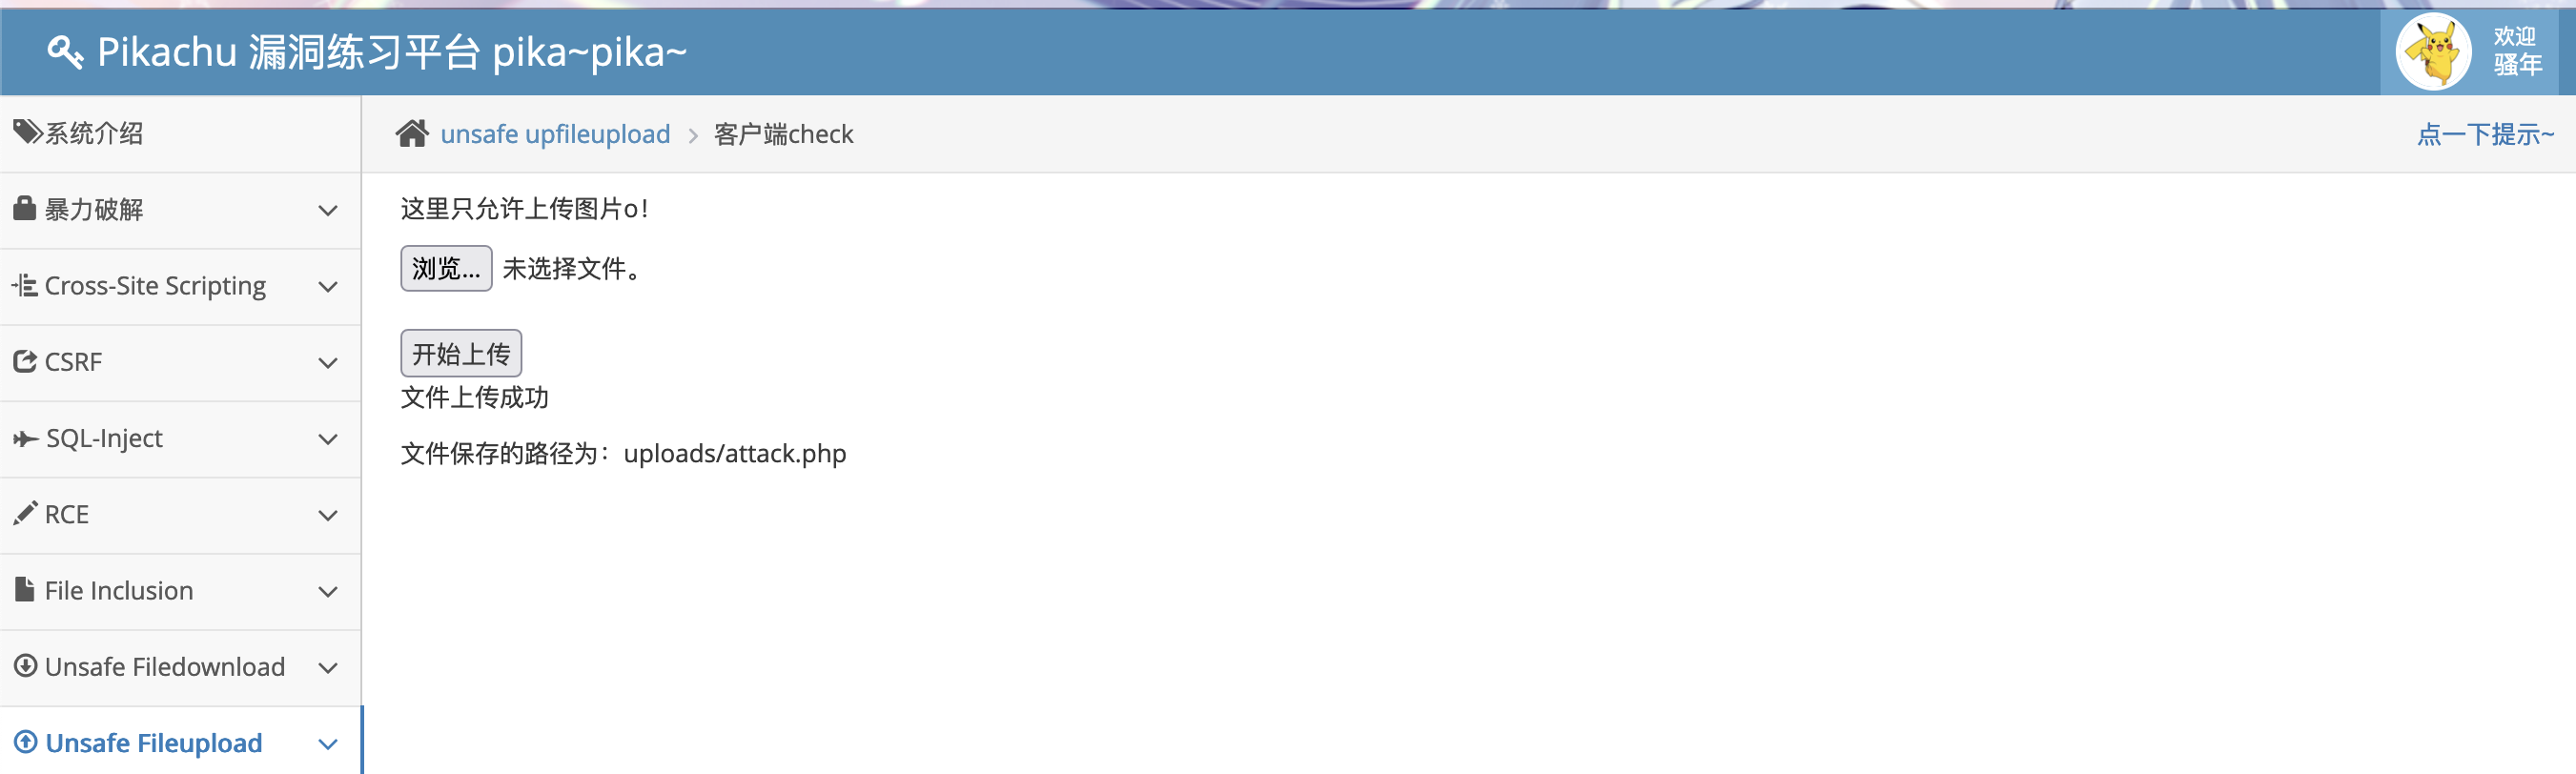 Pikachu 漏洞练习平台 pika~pika~
欢迎
骚年
系统介绍
暴力破解
Cross-Site Scripting
CSRF
SQL-Inject
RCE
File Inclusion
Unsafe Filedownload
Unsafe Fileupload
unsafe upfileupload > 客户端check
点一下提示~
这里只允许上传图片o!
浏览... 未选择文件。
开始上传
文件上传成功
文件保存的路径为：uploads/attack.php